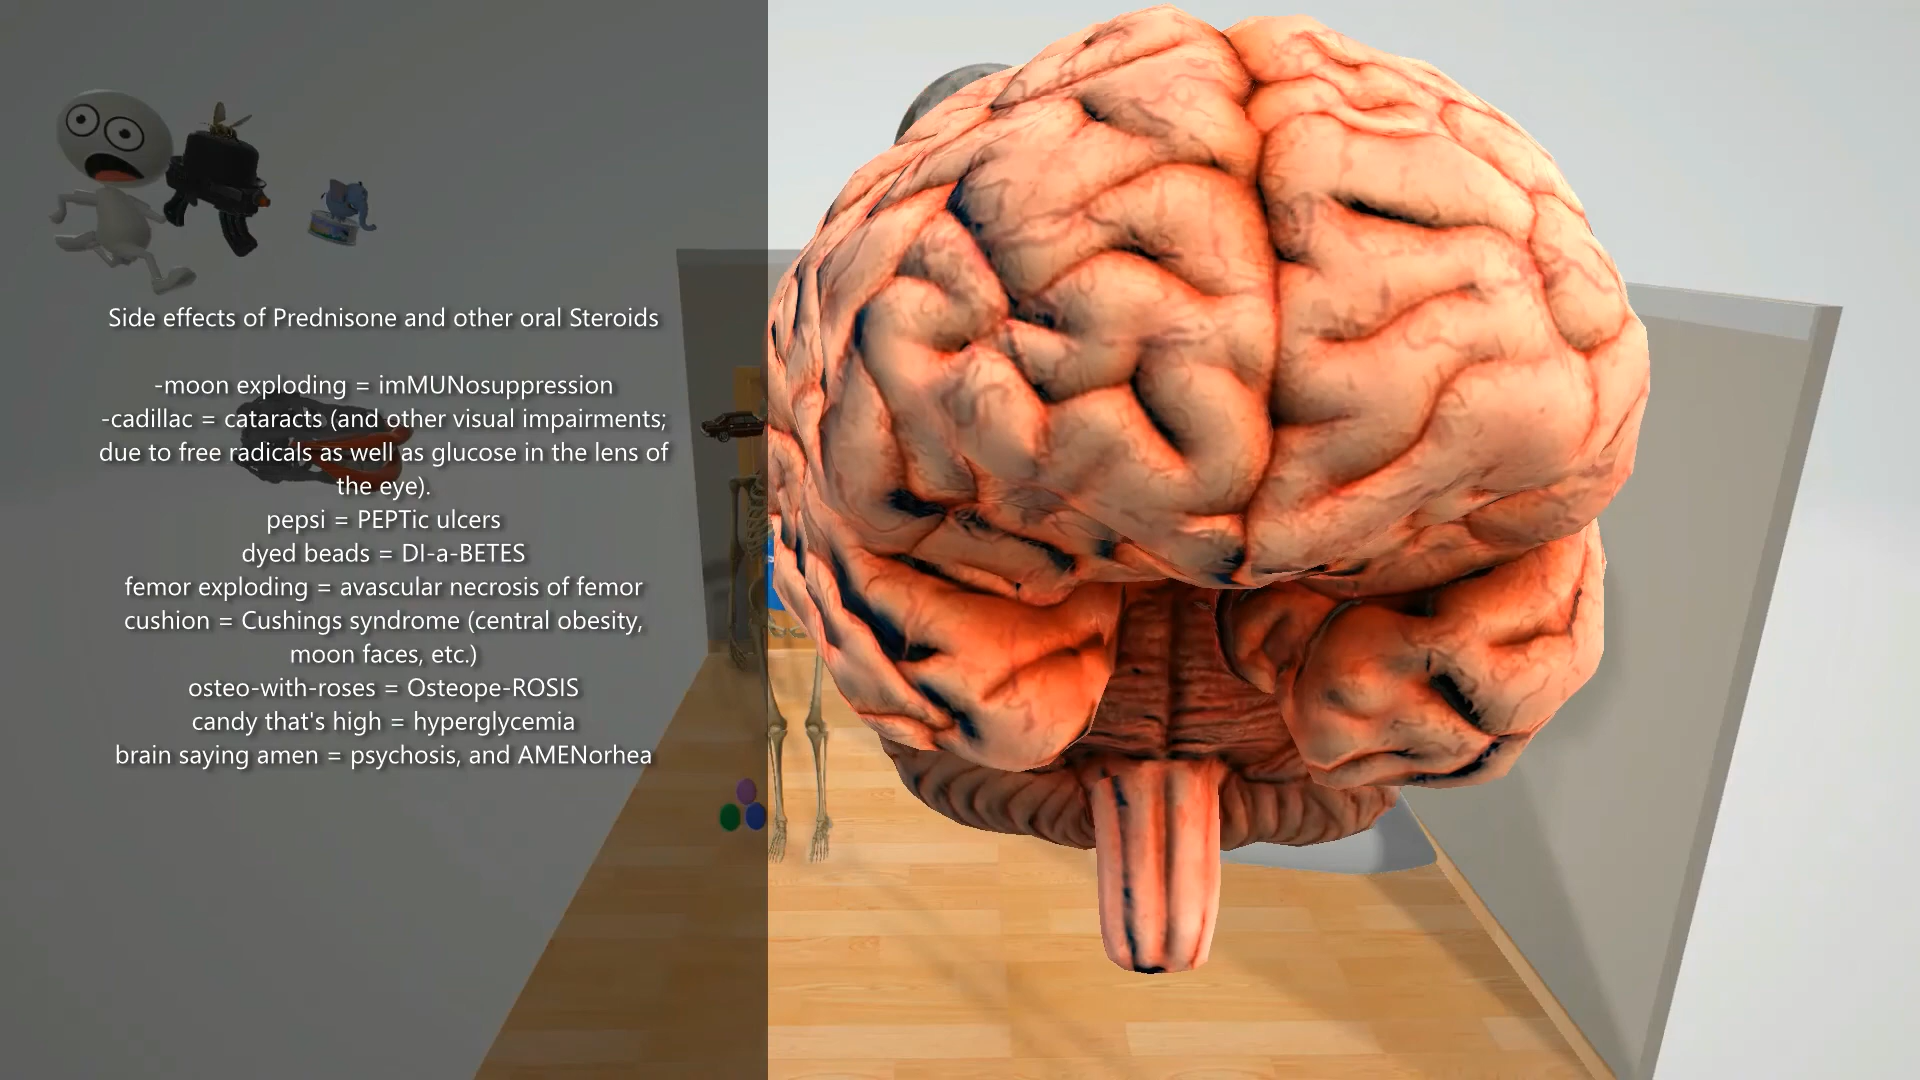 Side effects of Prednisone and other oral Steroids
-moon exploding = imMUNosuppression
-cadillac = cataracts (and other visual impairments;
due to free radicals as well as glucose in the lens of
the eye).
pepsi = PEPTic ulcers
dyed beads = DI-a-BETES
femor exploding = avascular necrosis of femor
cushion = Cushings syndrome (central obesity,
moon faces, etc.)
osteo-with-roses = Osteope-ROSIS
candy that's high = hyperglycemia
brain saying amen = psychosis, and AMENorhea